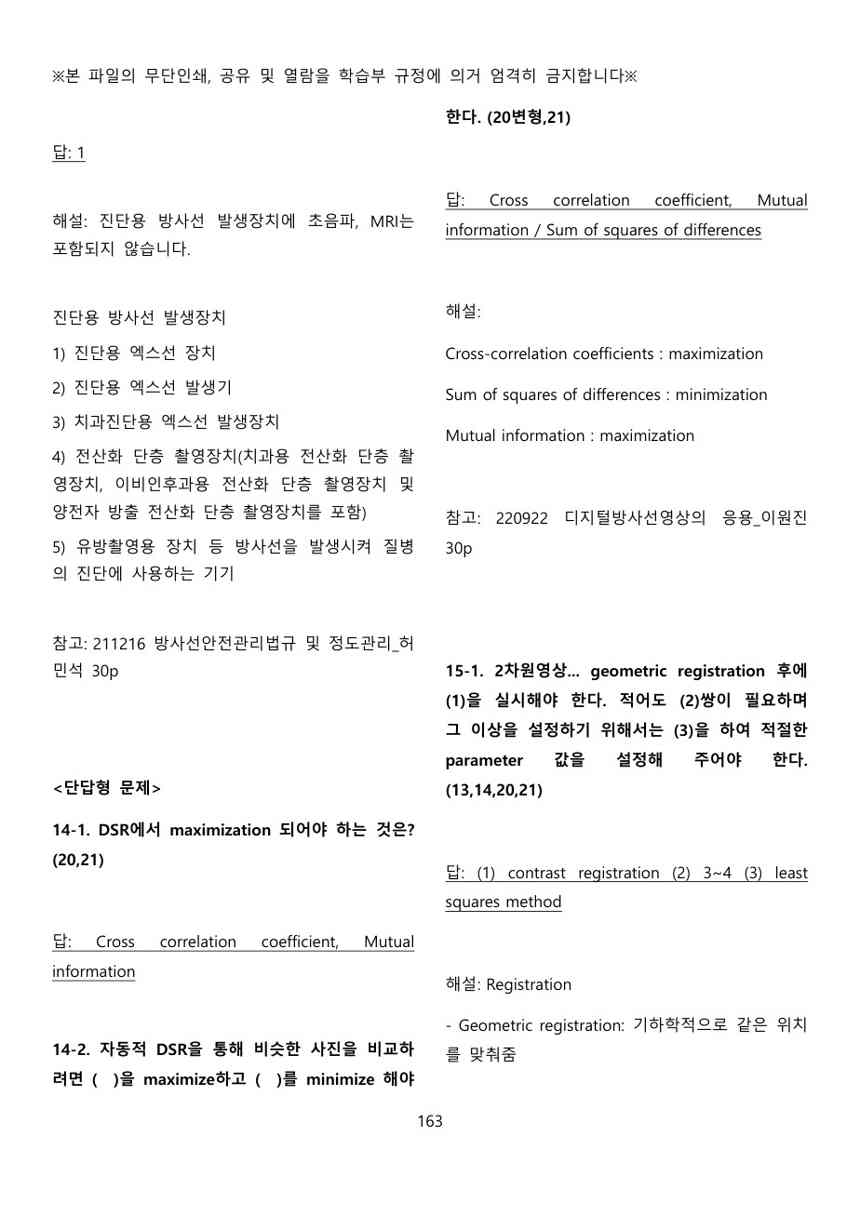 ※본 파일의 무단인쇄, 공유 및 열람을 학습부 규정에 의거 엄격히 금지합니다※
답: 1
해설: 진단용 방사선 발생장치에 초음파, MRI는
포함되지 않습니다.
진단용 방사선 발생장치
1) 진단용 엑스선 장치
2) 진단용 엑스선 발생기
3) 치과진단용 엑스선 발생장치
4) 전산화 단층 촬영장치(치과용 전산화 단층 촬
영장치, 이비인후과용 전산화 단층 촬영장치 및
양전자 방출 전산화 단층 촬영장치를 포함)
5) 유방촬영용 장치 등 방사선을 발생시켜 질병
의 진단에 사용하는 기기
참고: 211216 방사선안전관리법규 및 정도관리_허
민석 30p
<단답형 문제>
14-1. DSR에서 maximization 되어야 하는 것은?
(20,21)
답: Cross correlation coefficient, Mutual
information
14-2. 자동적 DSR을 통해 비슷한 사진을 비교하
려면 ( )을 maximize하고 ( )를 minimize 해야
한다. (20변형,21)
답: Cross correlation coefficient, Mutual
information / Sum of squares of differences
해설:
Cross-correlation coefficients : maximization
Sum of squares of differences : minimization
Mutual information : maximization
참고: 220922 디지털방사선영상의 응용_이원진
30p
15-1. 2차원영상... geometric registration 후에
(1)을 실시해야 한다. 적어도 (2)쌍이 필요하며
그 이상을 설정하기 위해서는 (3)을 하여 적절한
parameter 값을 설정해 주어야 한다.
(13,14,20,21)
답: (1) contrast registration (2) 3~4 (3) least
squares method
해설: Registration
- Geometric registration: 기하학적으로 같은 위치
를 맞춰줌
163